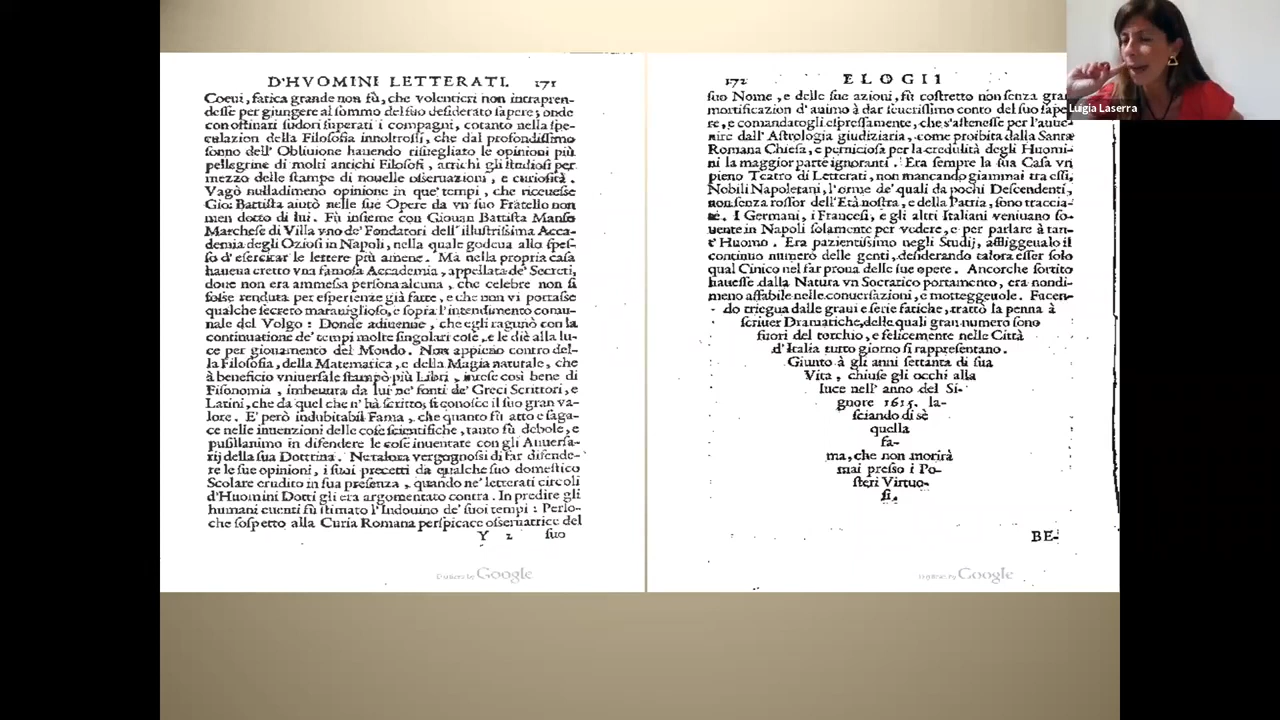 D'HVOMINI LETTERATI. 171
Coeui, fatica grande non fù, che volentieri non intrapren-
desse per giungere al sommo del suo desiderato sapere; onde
con ostinati sudori superati i compagni, cotanto nella spe-
culazion della Filosofia inoltrossi, che dal profondissimo
sonno dell' Obliuione hauendo risuegliato le opinioni più
pellegrine di molti antichi Filosofi, arrichì gli studiosi per
mezzo delle stampe di nouelle osseruazioni, e curiosità.
Vagò nulladimeno opinione in que' tempi, che riceuesse
Gio: Battista aiutò nelle sue Opere da vn suo Fratello non
men dotto di lui. Fù insieme con Giouan Battista Manso
Marchese di Villa vno de' Fondatori dell' illustrissima Acca-
demia degli Oziosi in Napoli, nella quale godeua allo spes-
so d' esercitar le lettere più amene. Ma nella propria casa
haueua eretto vna famosa Accademia, appellata de' Secreti,
doue non era ammessa persona alcuna, che celebre non si
fosse renduta per esperienze già fatte, e che non vi portasse
qualche secreto marauiglioso, e sopra l' intendimento comu-
nale del Volgo: Donde adiuenue, che egli ragunò con la
continuatione de' tempi molte singolari cose, e le diè alla lu-
ce per giouamento del Mondo. Non appieno contro del-
la Filosofia, della Matematica, e della Magia naturale, che
à beneficio vniuersale stampò più Libri, intese così bene di
Fisonomia, imbeuuta da lui ne' fonti de' Greci Scrittori, e
Latini, che da quel che n' hà scritto, si conosce il suo gran va-
lore. E' però indubitabil Fama, che quanto fù atto e saga-
ce nelle inuenzioni delle cose scientifiche, tanto fù debole, e
pusillanimo in difendere le cose inuentate con gli Auuersa-
rij della sua Dottrina. Ne talora vergognossi di far difende-
re le sue opinioni, i suoi precetti da qualche suo domestico
Scolare erudito in sua presenza, quando ne' letterati circoli
d'Huomini Dotti gli era argomentato contra. In predire gli
humani euenti fù stimato l'Indouino de' suoi tempi: Perlo-
che sospetto alla Curia Romana perspicace osseruatrice del
Y 2 suo
172 ELOGII
suo Nome, e delle sue azioni, fù costretto non senza gran
mortificazion d' animo à dar seuerissimo conto del suo sape-
re, e comandatogli espressamente, che s'astenesse per l'auue-
nire dall' Astrologia giudiziaria, come proibita dalla Santa
Romana Chiesa, e perniciosa per la credulità degli Huomi-
ni la maggior parte ignoranti. Era sempre la sua Casa vn
pieno Teatro di Letterati, non mancando giammai tra essi,
Nobili Napoletani, l'orme de' quali da pochi Descendenti,
non senza rossor dell'Età nostra, e della Patria, sono traccia-
te. I Germani, i Francesi, e gli altri Italiani veniuano so-
uente in Napoli solamente per vedere, e per parlare à tan-
t' Huomo. Era pazientissimo negli Studij, affliggeualo il
continuo numero delle genti, desiderando talora esser solo
qual Cinico nel far proua delle sue opere. Ancorche sortito
hauesse dalla Natura vn Socratico portamento, era nondi-
meno affabile nelle conuersazioni, e motteggeuole. Facen-
do triegua dalle graui e serie fatiche, trattò la penna à
scriuer Dramatiche, delle quali gran numero sono
fuori del torchio, e felicemente nelle Città
d'Italia tutto giorno si rappresentano.
Giunto à gli anni settanta di sua
Vita, chiuse gli occhi alla
luce nell' anno del Si-
gnore 1615. la-
sciando di sè
quella
fa-
ma, che non morirà
mai presso i Po-
steri Virtuo-
si.
BE-
Digitized by Google
Digitized by Google
Luigia Laserra